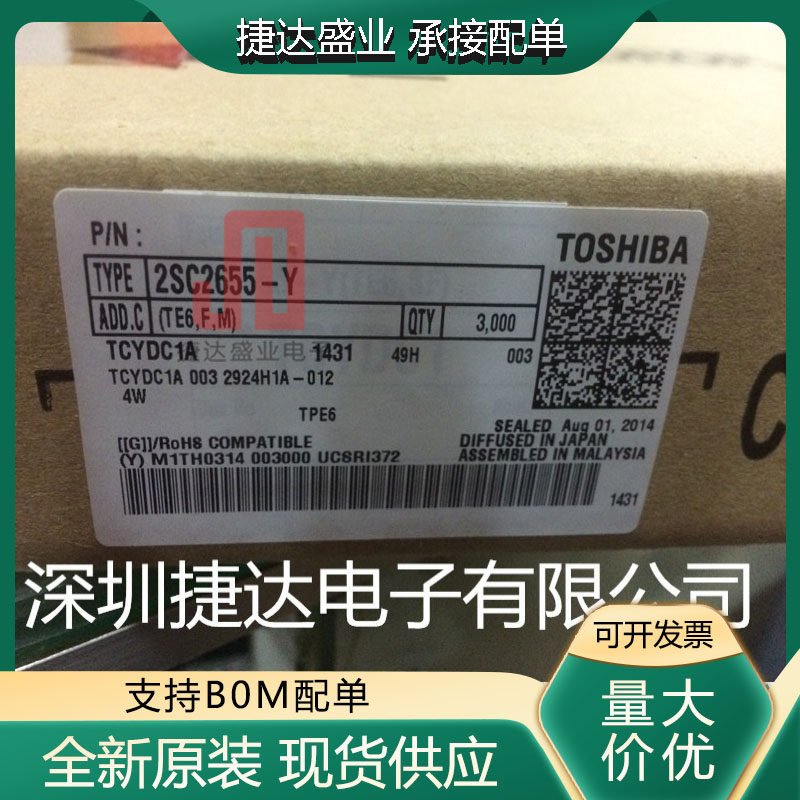 捷达盛业 承接配单
P/N :
TOSHIBA
TYPE 2SC2655-Y
ADD.C (TE6,F,M) QTY 3,000
TCYDC1A 1431 49H 003
捷达盛业电子
TCYDC1A 003 2924H1A-012
4W
TPE6
SEALED Aug 01, 2014
[[G]]/RoHS COMPATIBLE DIFFUSED IN JAPAN
(Y) M1TH0314 003000 UCSRI372 ASSEMBLED IN MALAYSIA
1431
C
深圳捷达电子有限公司
可开发票
支持BOM配单
量大
价优
全新原装 现货供应